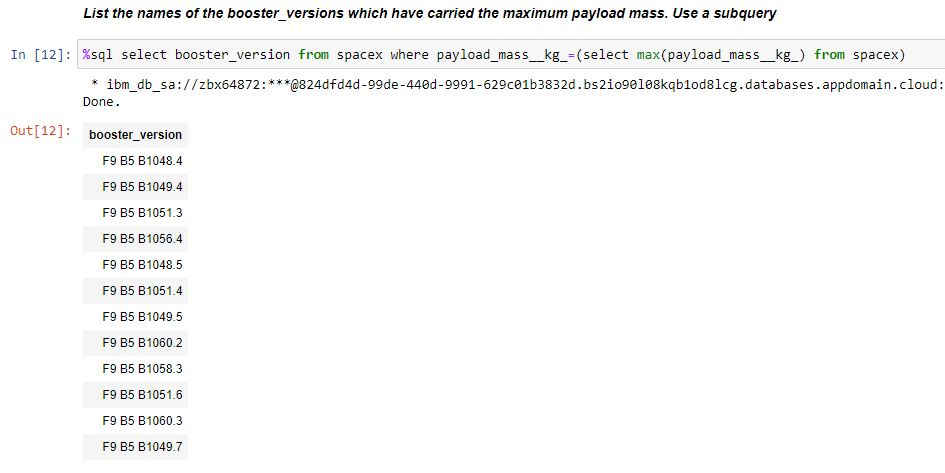 List the names of the booster_versions which have carried the maximum payload mass. Use a subquery
In [12]: %sql select booster_version from spacex where payload_mass__kg_=(select max(payload_mass__kg_) from spacex)
* ibm_db_sa://zbx64872:***@824dfd4d-99de-440d-9991-629c01b3832d.bs2io90l08kqb1od8lcg.databases.appdomain.cloud:
Done.
Out[12]: booster_version
F9 B5 B1048.4
F9 B5 B1049.4
F9 B5 B1051.3
F9 B5 B1056.4
F9 B5 B1048.5
F9 B5 B1051.4
F9 B5 B1049.5
F9 B5 B1060.2
F9 B5 B1058.3
F9 B5 B1051.6
F9 B5 B1060.3
F9 B5 B1049.7